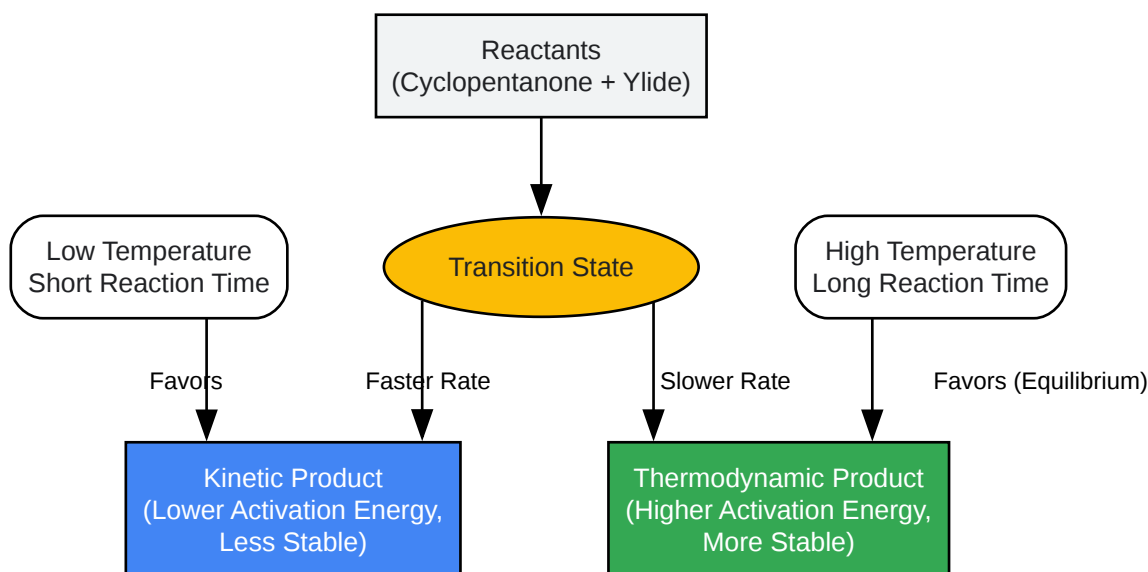 Reactants
(Cyclopentanone + Ylide)
Low Temperature
Short Reaction Time
Transition State
High Temperature
Long Reaction Time
Favors
Faster Rate
Slower Rate
Favors (Equilibrium)
Kinetic Product
(Lower Activation Energy,
Less Stable)
Thermodynamic Product
(Higher Activation Energy,
More Stable)